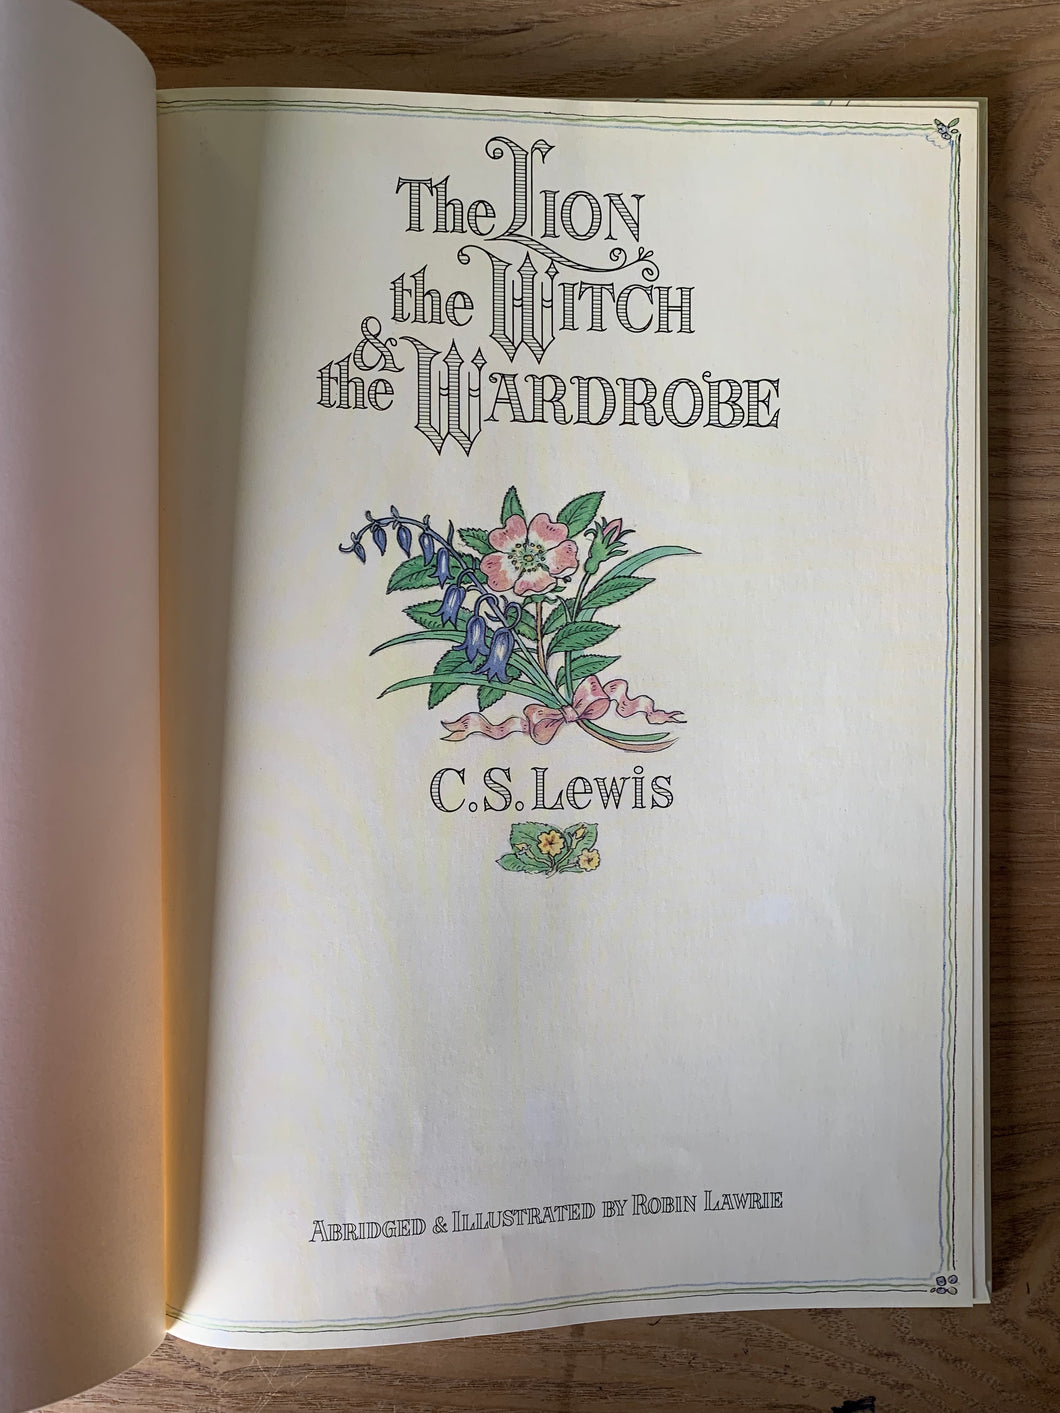 The Lion
the Witch
&
the Wardrobe
C.S. Lewis
Abridged & Illustrated by Robin Lawrie